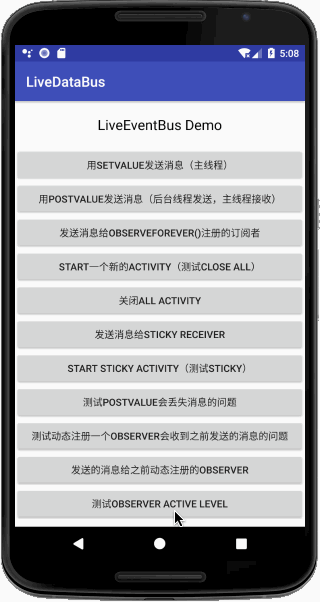 5:08
LiveDataBus
LiveEventBus Demo
用SETVALUE发送消息（主线程）
用POSTVALUE发送消息（后台线程发送，主线程接收）
发送消息给OBSERVEFOREVER()注册的订阅者
START一个新的ACTIVITY（测试CLOSE ALL）
关闭ALL ACTIVITY
发送消息给STICKY RECEIVER
START STICKY ACTIVITY（测试STICKY）
测试POSTVALUE会丢失消息的问题
测试动态注册一个OBSERVER会收到之前发送的消息的问题
发送的消息给之前动态注册的OBSERVER
测试OBSERVER ACTIVE LEVEL